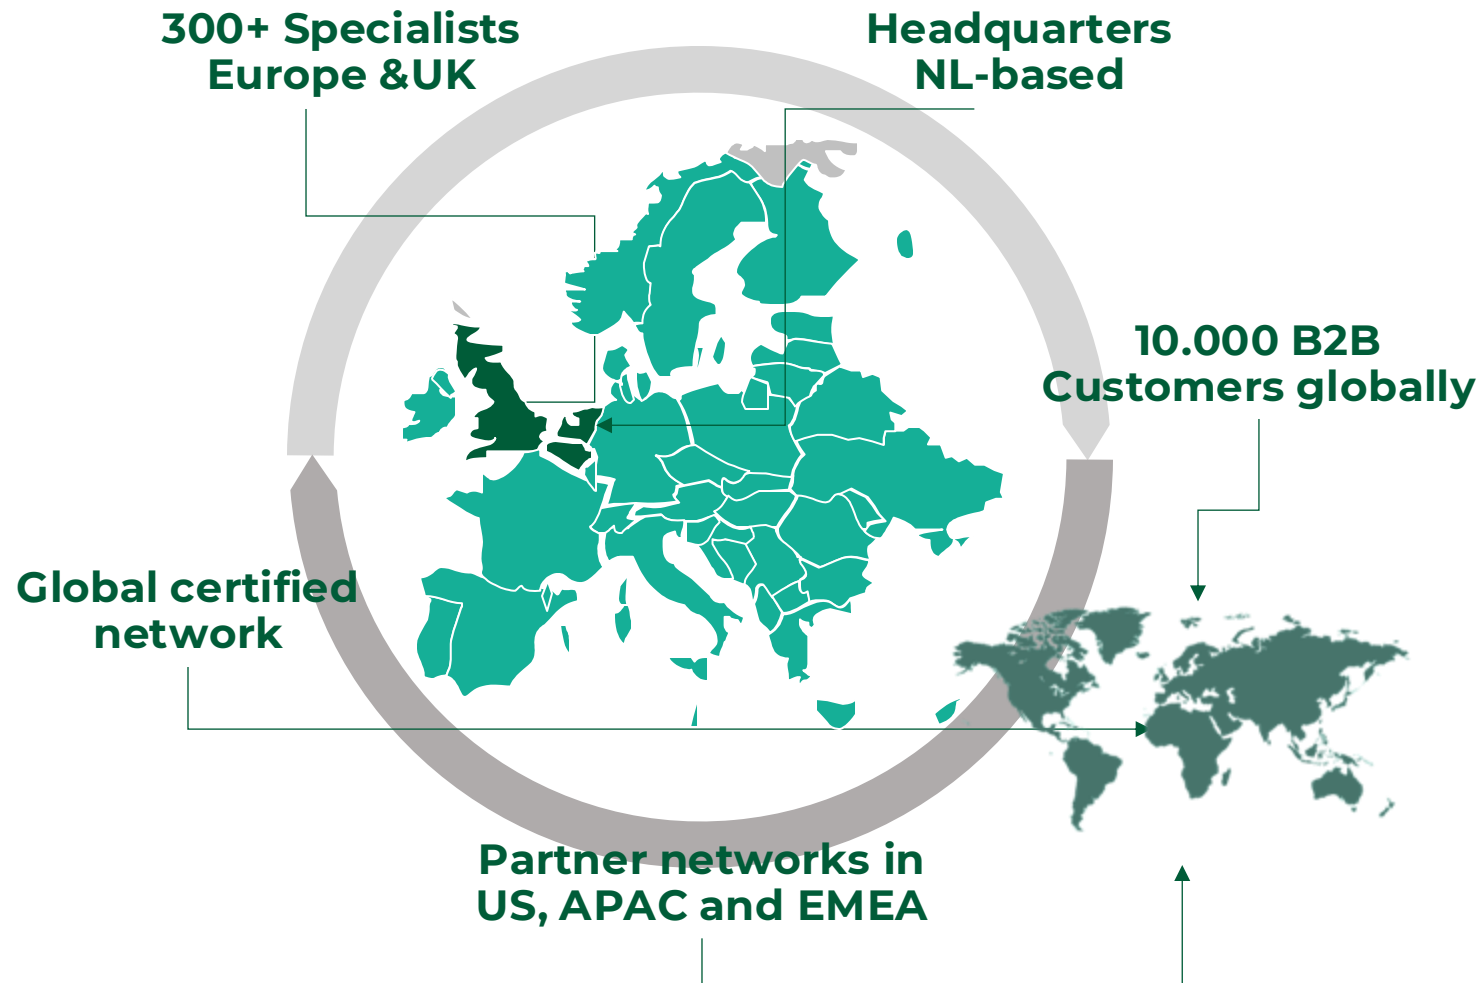 300+ Specialists
Europe &UK
Headquarters
NL-based
10.000 B2B
Customers globally
Global certified
network
Partner networks in
US, APAC and EMEA